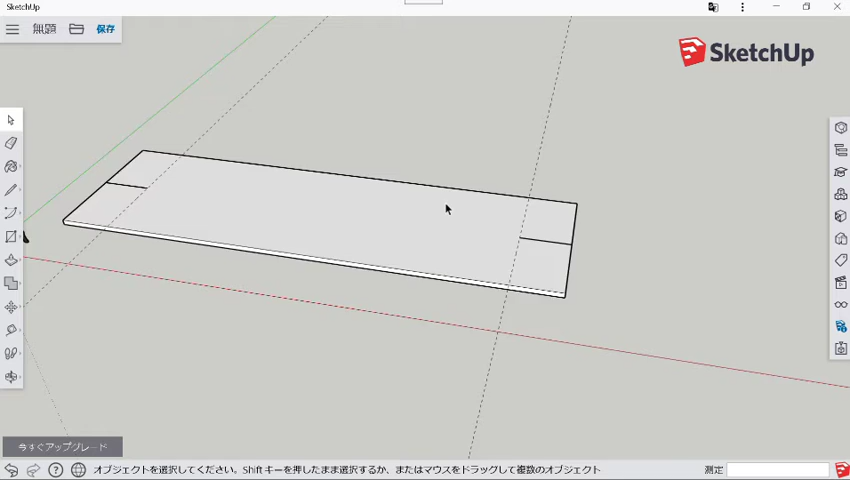 SketchUp
無題
保存
SketchUp
今すぐアップグレード
オブジェクトを選択してください。Shift キーを押したまま選択するか、またはマウスをドラッグして複数のオブジェクト
測定